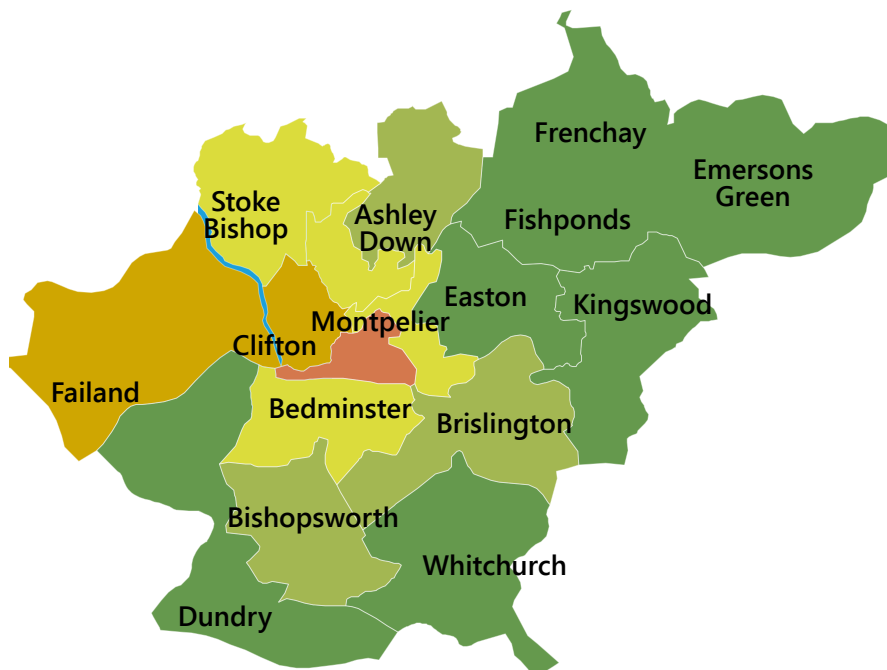 Frenchay
Emersons
Green
Stoke
Bishop
Ashley
Down
Fishponds
Easton
Kingswood
Montpelier
Clifton
Failand
Bedminster
Brislington
Bishopsworth
Whitchurch
Dundry